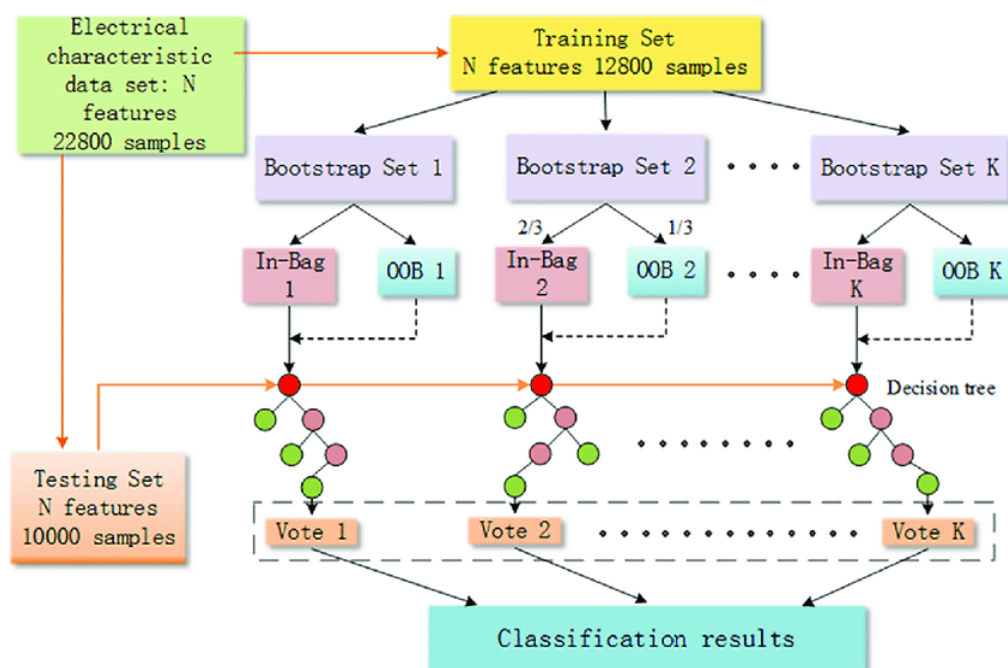 Electrical
characteristic
data set: N
features
22800 samples
Training Set
N features 12800 samples
Bootstrap Set 1
Bootstrap Set 2
Bootstrap Set K
2/3
1/3
In-Bag
1
OOB 1
In-Bag
2
OOB 2
In-Bag
K
OOB K
Decision tree
Testing Set
N features
10000 samples
Vote 1
Vote 2
Vote K
Classification results